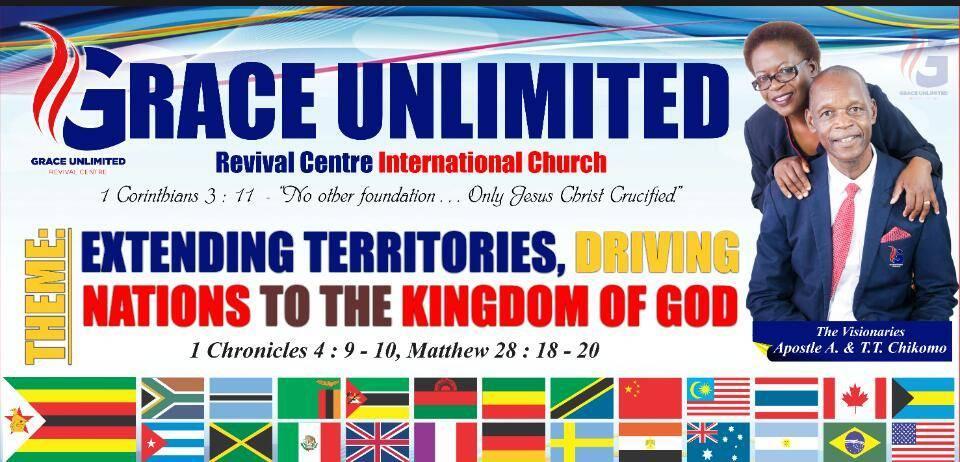 GRACE UNLIMITED
Revival Centre International Church
1 Corinthians 3 : 11 - "No other foundation . . . Only Jesus Christ Crucified"
GRACE UNLIMITED
REVIVAL CENTRE
THEME:
EXTENDING TERRITORIES, DRIVING
NATIONS TO THE KINGDOM OF GOD
1 Chronicles 4 : 9 - 10, Matthew 28 : 18 - 20
G
GRACE UNLIMITED
The Visionaries
Apostle A. & T.T. Chikomo